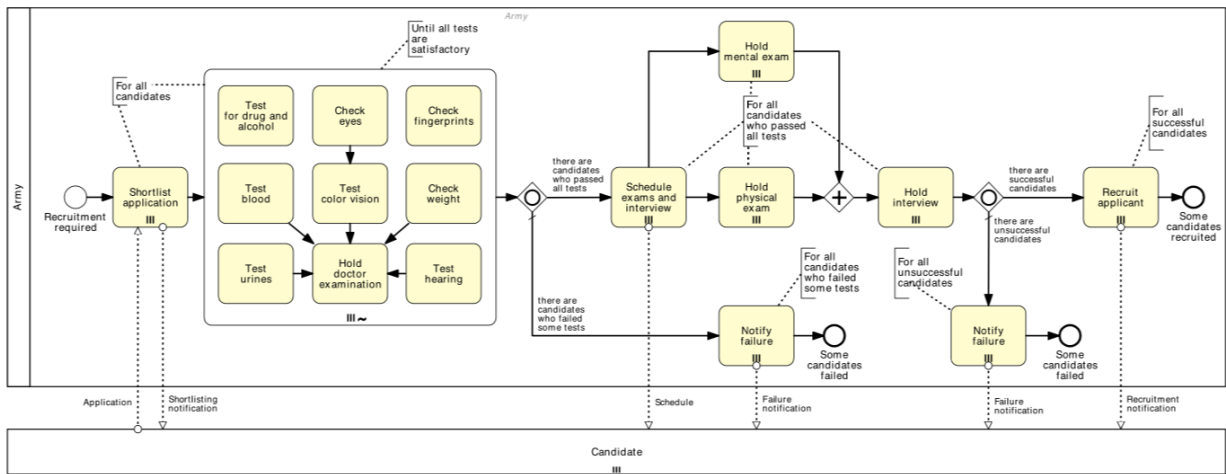 Army
Army
Until all tests
are
satisfactory
For all
candidates
Recruitment
required
Shortlist
application
Test
for drug and
alcohol
Check
eyes
Check
fingerprints
Test
blood
Test
color vision
Check
weight
Test
urines
Hold
doctor
examination
Test
hearing
there are
candidates
who passed
all tests
there are
candidates
who failed
some tests
Schedule
exams and
interview
Hold
mental exam
For all
candidates
who passed
all tests
Hold
physical
exam
Hold
interview
there are
successful
candidates
there are
unsuccessful
candidates
For all
successful
candidates
Recruit
applicant
Some
candidates
recruited
For all
candidates
who failed
some tests
Notify
failure
Some
candidates
failed
For all
unsuccessful
candidates
Notify
failure
Some
candidates
failed
Application
Shortlisting
notification
Schedule
Failure
notification
Failure
notification
Recruitment
notification
Candidate